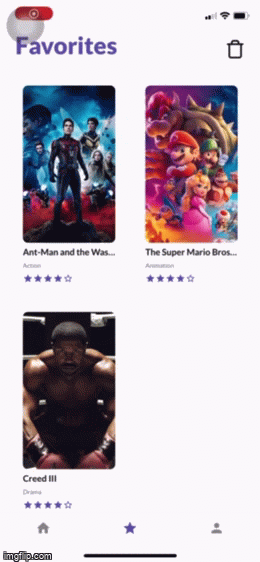 Favorites
Ant-Man and the Was...
Action
The Super Mario Bros...
Animation
Creed III
Drama
imgflip.com